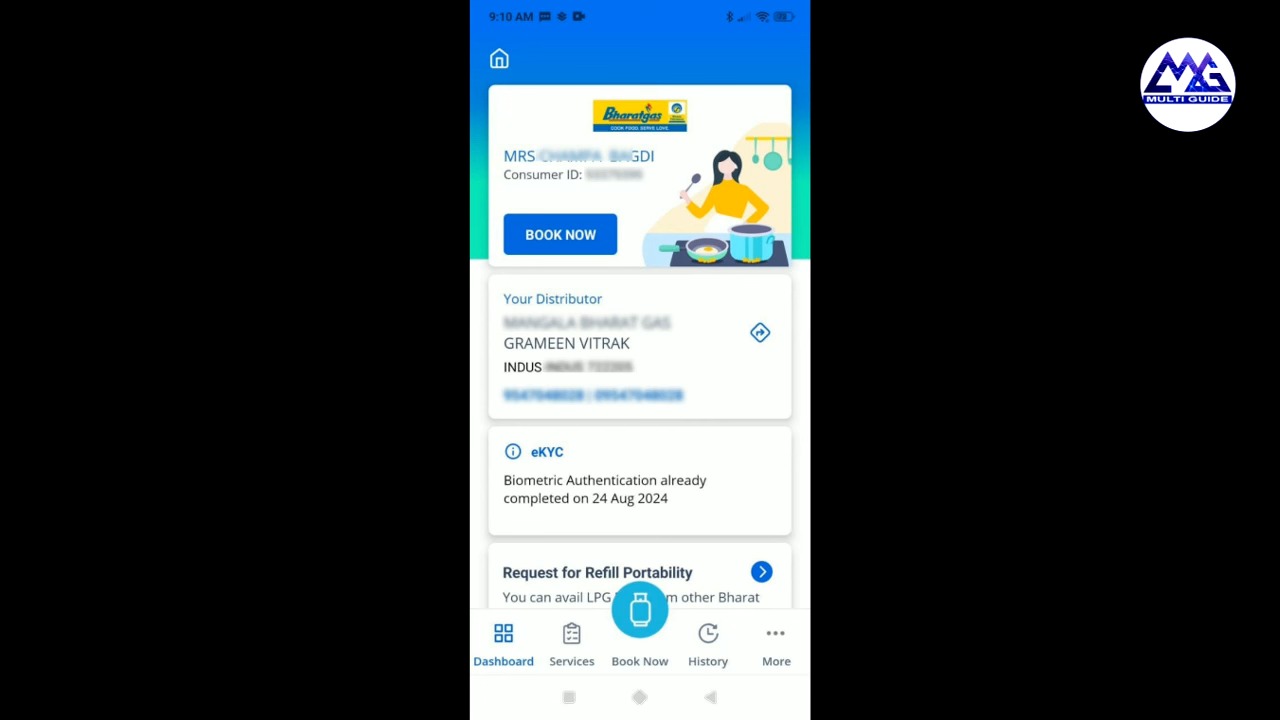 9:10 AM
Bharatgas
COOK FOOD. SERVE LOVE.
MULTI GUIDE
MRS GDI
Consumer ID:
BOOK NOW
Your Distributor
GRAMEEN VITRAK
INDUS
eKYC
Biometric Authentication already
completed on 24 Aug 2024
Request for Refill Portability
You can avail LPG m other Bharat
Dashboard
Services
Book Now
History
More